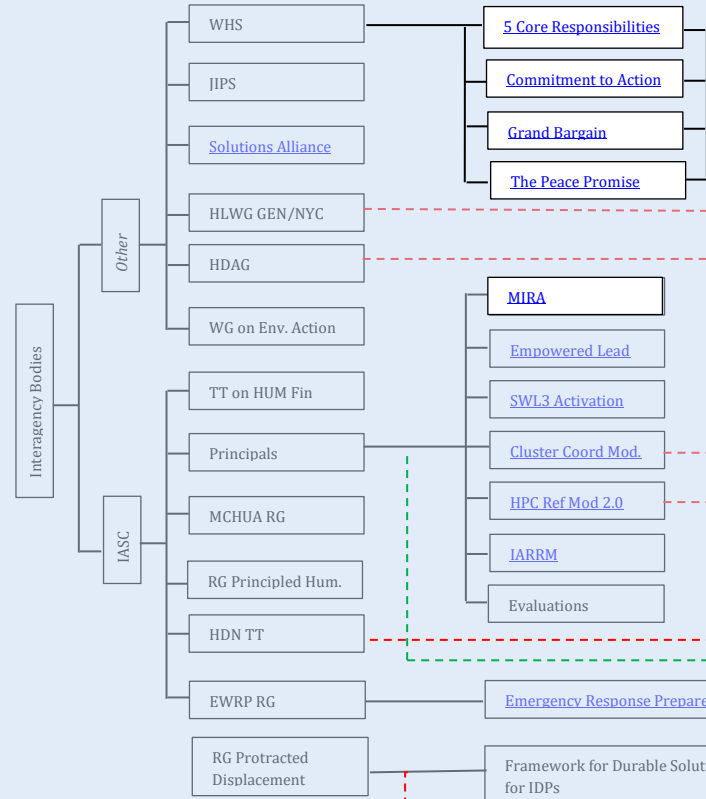 WHS
5 Core Responsibilities
JIPS
Commitment to Action
Solutions Alliance
Grand Bargain
The Peace Promise
HLWG GEN/NYC
Other
HDAG
MIRA
WG on Env. Action
Empowered Lead
Interagency Bodies
TT on HUM Fin
SWL3 Activation
Principals
Cluster Coord Mod.
MCHUA RG
HPC Ref Mod 2.0
IASC
RG Principled Hum.
IARRM
Evaluations
HDN TT
EWRP RG
Emergency Response Prepare
RG Protracted
Displacement
Framework for Durable Solut
for IDPs